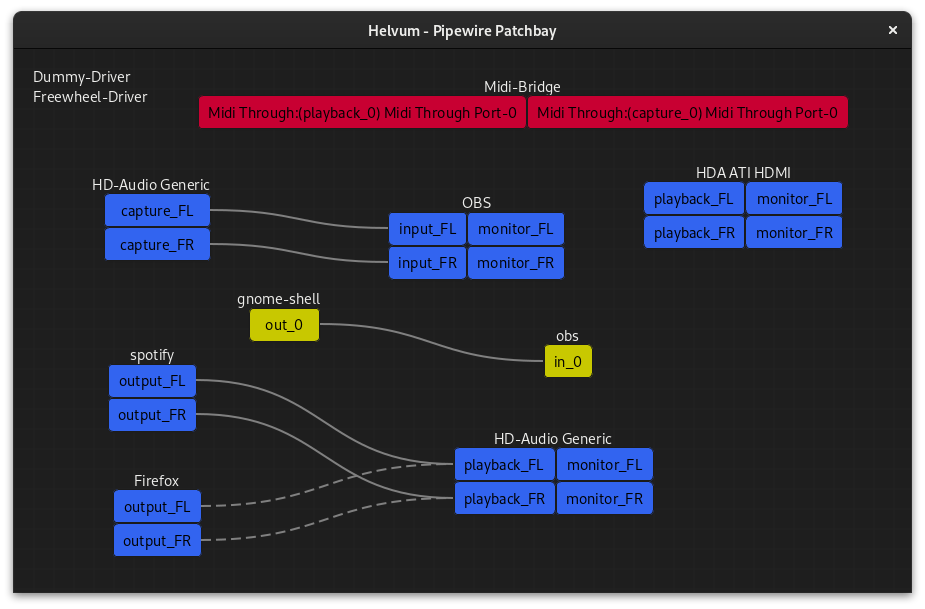 Helvum - Pipewire Patchbay
Dummy-Driver
Freewheel-Driver
Midi-Bridge
Midi Through:(playback_0) Midi Through Port-0 Midi Through:(capture_0) Midi Through Port-0
HD-Audio Generic
capture_FL
capture_FR
OBS
input_FL monitor_FL
input_FR monitor_FR
HDA ATI HDMI
playback_FL monitor_FL
playback_FR monitor_FR
gnome-shell
out_0
obs
in_0
spotify
output_FL
output_FR
HD-Audio Generic
playback_FL monitor_FL
playback_FR monitor_FR
Firefox
output_FL
output_FR